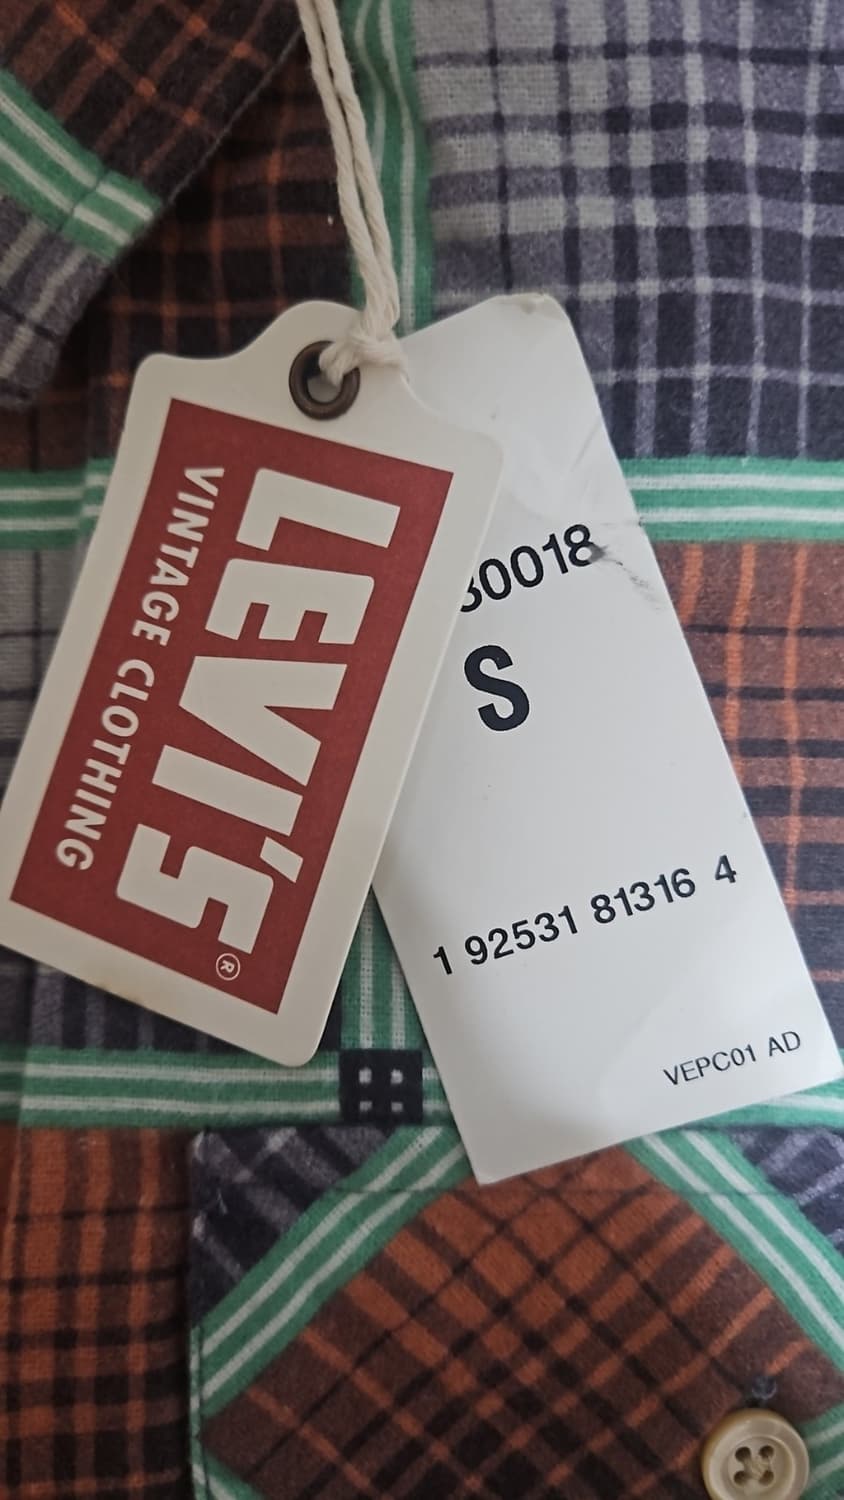 LEVI'S®
VINTAGE CLOTHING
30018
S
1 92531 81316 4
VEPC01 AD